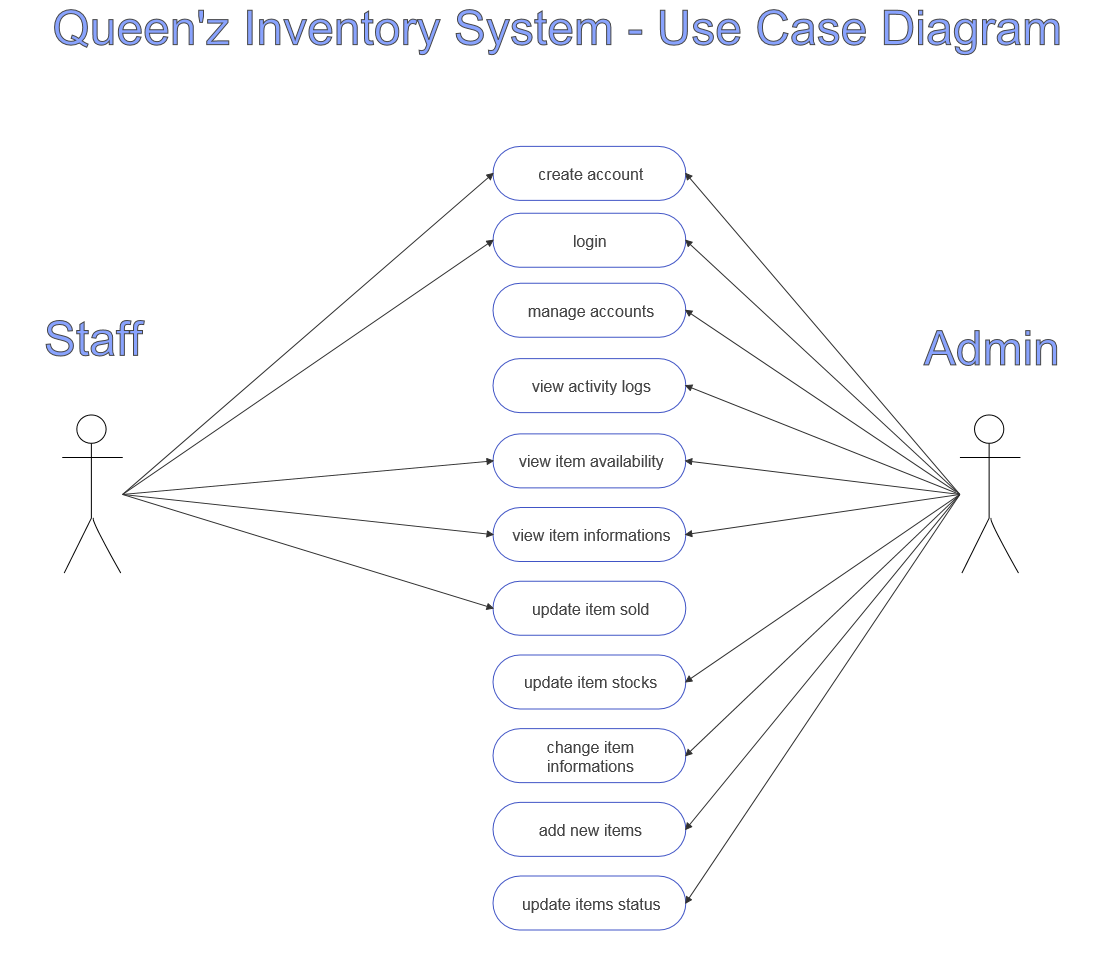 Queen'z Inventory System - Use Case Diagram
create account
login
manage accounts
Staff
Admin
view activity logs
view item availability
view item informations
update item sold
update item stocks
change item
informations
add new items
update items status